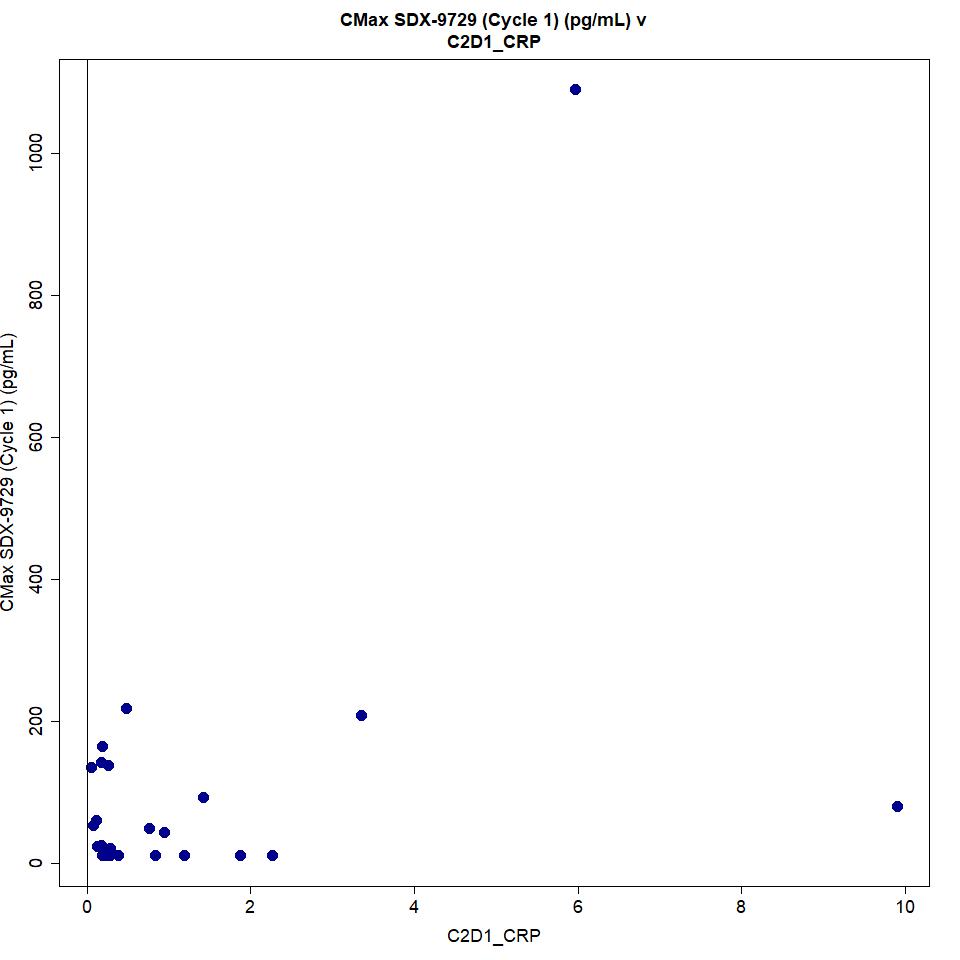 CMax SDX-9729 (Cycle 1) (pg/mL) v
C2D1_CRP
1000
800
600
400
200
0
CMax SDX-9729 (Cycle 1) (pg/mL)
0 2 4 6 8 10
C2D1_CRP